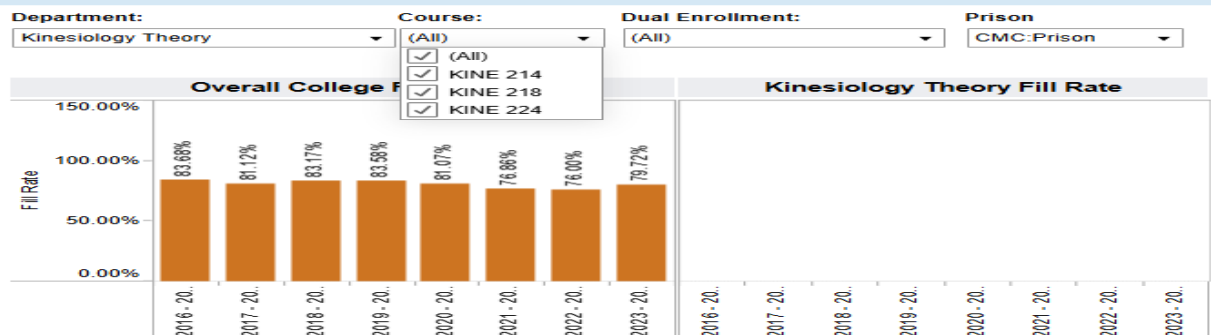 Department: Course: Dual Enrollment: Prison
Kinesiology Theory (All) (All) CMC:Prison
(All)
KINE 214
KINE 218
KINE 224
Overall College F
Kinesiology Theory Fill Rate
150.00%
100.00%
50.00%
0.00%
Fill Rate
83.68%
81.12%
83.17%
83.58%
81.07%
76.86%
76.00%
79.72%
2016 - 20..
2017 - 20..
2018 - 20..
2019 - 20..
2020 - 20..
2021 - 20..
2022 - 20..
2023 - 20..
2016 - 20..
2017 - 20..
2018 - 20..
2019 - 20..
2020 - 20..
2021 - 20..
2022 - 20..
2023 - 20..